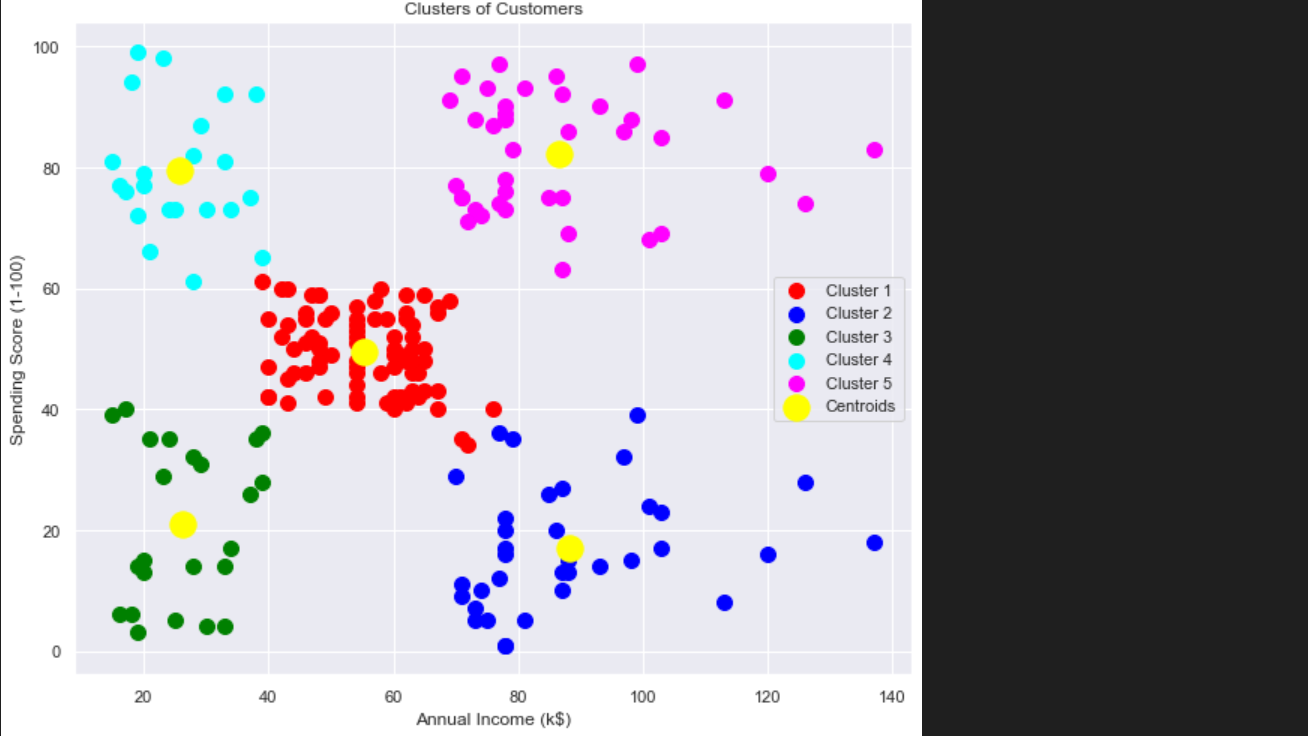 Clusters of Customers
100
80
60
40
20
0
Spending Score (1-100)
Cluster 1
Cluster 2
Cluster 3
Cluster 4
Cluster 5
Centroids
20 40 60 80 100 120 140
Annual Income (k$)